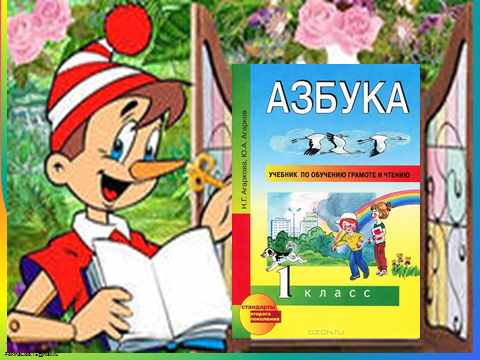 АЗБУКА
Н.Г. Агаркова, Ю.А. Агарков
УЧЕБНИК ПО ОБУЧЕНИЮ ГРАМОТЕ И ЧТЕНИЮ
1 класс
стандарты
второго
поколения
OZON.RU